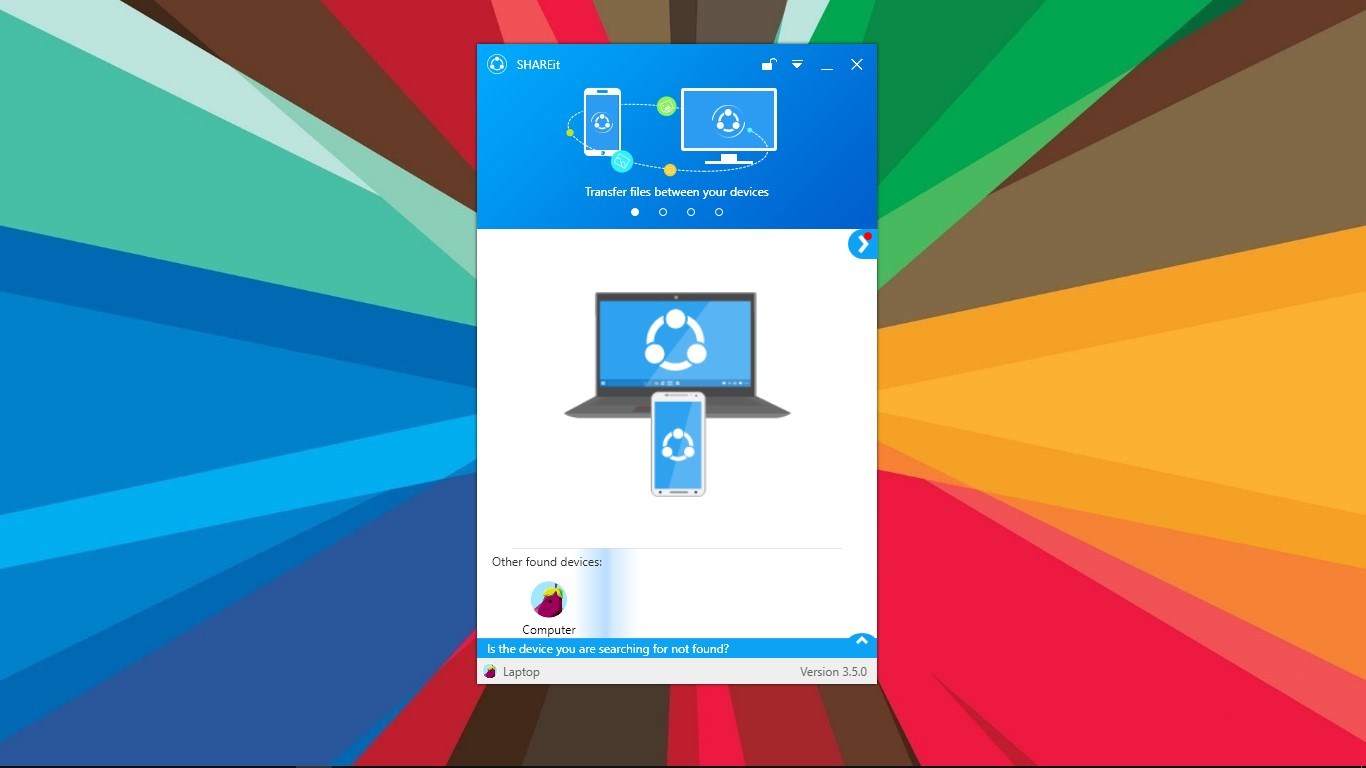 SHAREit
Transfer files between your devices
Other found devices:
Computer
Is the device you are searching for not found?
Laptop Version 3.5.0